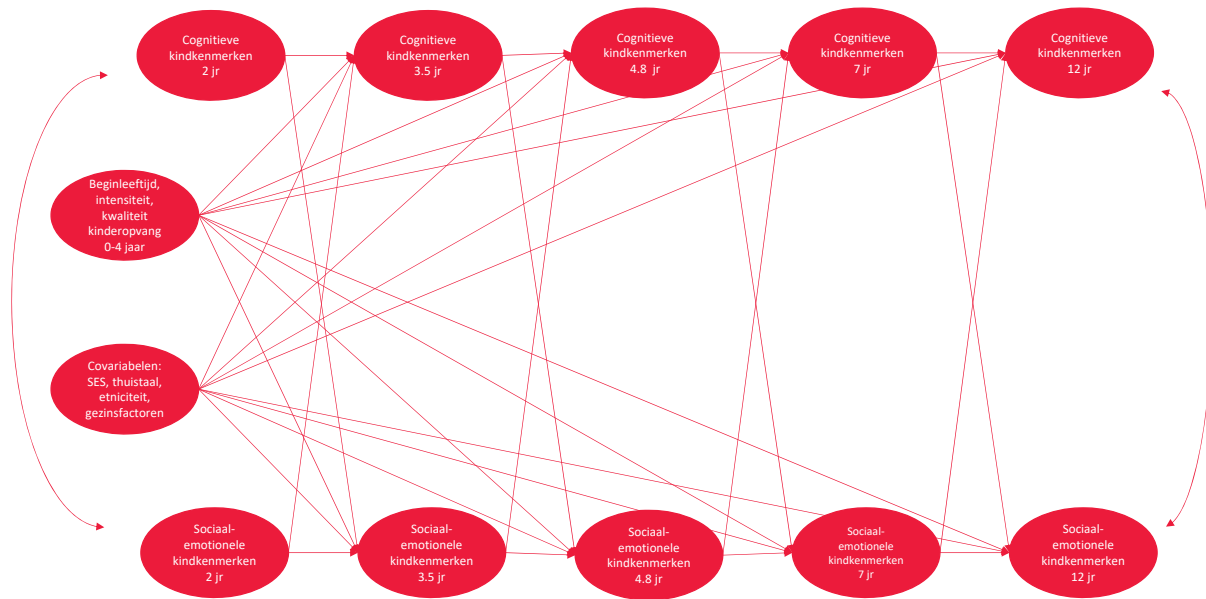 Cognitieve
kindkenmerken
2 jr
Cognitieve
kindkenmerken
3.5 jr
Cognitieve
kindkenmerken
4.8 jr
Cognitieve
kindkenmerken
7 jr
Cognitieve
kindkenmerken
12 jr
Beginleeftijd,
intensiteit,
kwaliteit
kinderopvang
0-4 jaar
Covariabelen:
SES, thuistaal,
etniciteit,
gezinsfactoren
Sociaal-
emotionele
kindkenmerken
2 jr
Sociaal-
emotionele
kindkenmerken
3.5 jr
Sociaal-
emotionele
kindkenmerken
4.8 jr
Sociaal-
emotionele
kindkenmerken
7 jr
Sociaal-
emotionele
kindkenmerken
12 jr